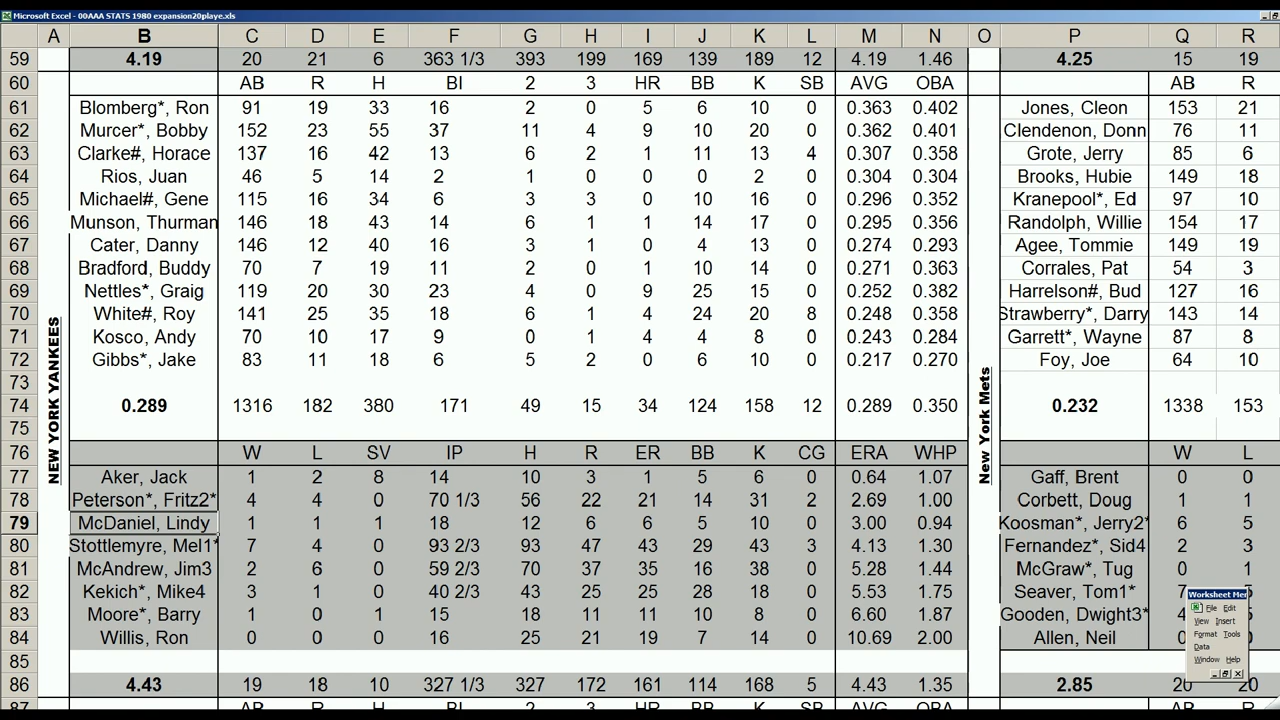 Microsoft Excel - 00AAA STATS 1980 expansion20playe.xls
A B C D E F G H I J K L M N O P Q R
59 4.19 20 21 6 363 1/3 393 199 169 139 189 12 4.19 1.46 4.25 15 19
60 AB R H BI 2 3 HR BB K SB AVG OBA AB R
61 Blomberg*, Ron 91 19 33 16 2 0 5 6 10 0 0.363 0.402 Jones, Cleon 153 21
62 Murcer*, Bobby 152 23 55 37 11 4 9 10 20 0 0.362 0.401 Clendenon, Donn 76 11
63 Clarke#, Horace 137 16 42 13 6 2 1 11 13 4 0.307 0.358 Grote, Jerry 85 6
64 Rios, Juan 46 5 14 2 1 0 0 0 2 0 0.304 0.304 Brooks, Hubie 149 18
65 Michael#, Gene 115 16 34 6 3 3 0 10 16 0 0.296 0.352 Kranepool*, Ed 97 10
66 Munson, Thurman 146 18 43 14 6 1 1 14 17 0 0.295 0.356 Randolph, Willie 154 17
67 Cater, Danny 146 12 40 16 3 1 0 4 13 0 0.274 0.293 Agee, Tommie 149 19
68 Bradford, Buddy 70 7 19 11 2 0 1 10 14 0 0.271 0.363 Corrales, Pat 54 3
69 Nettles*, Graig 119 20 30 23 4 0 9 25 15 0 0.252 0.382 Harrelson#, Bud 127 16
70 White#, Roy 141 25 35 18 6 1 4 24 20 8 0.248 0.358 Strawberry*, Darry 143 14
71 Kosco, Andy 70 10 17 9 0 1 4 4 8 0 0.243 0.284 Garrett*, Wayne 87 8
72 Gibbs*, Jake 83 11 18 6 5 2 0 6 10 0 0.217 0.270 Foy, Joe 64 10
73
74 0.289 1316 182 380 171 49 15 34 124 158 12 0.289 0.350 0.232 1338 153
75
NEW YORK YANKEES
New York Mets
76 W L SV IP H R ER BB K CG ERA WHP W L
77 Aker, Jack 1 2 8 14 10 3 1 5 6 0 0.64 1.07 Gaff, Brent 0 0
78 Peterson*, Fritz2* 4 4 0 70 1/3 56 22 21 14 31 2 2.69 1.00 Corbett, Doug 1 1
79 McDaniel, Lindy 1 1 1 18 12 6 6 5 10 0 3.00 0.94 Koosman*, Jerry2* 6 5
80 Stottlemyre, Mel1* 7 4 0 93 2/3 93 47 43 29 43 3 4.13 1.30 Fernandez*, Sid4 2 3
81 McAndrew, Jim3 2 6 0 59 2/3 70 37 35 16 38 0 5.28 1.44 McGraw*, Tug 0 1
82 Kekich*, Mike4 3 1 0 40 2/3 43 25 25 28 18 0 5.53 1.75 Seaver, Tom1* 7
83 Moore*, Barry 1 0 1 15 18 11 11 10 8 0 6.60 1.87 Gooden, Dwight3* 4
84 Willis, Ron 0 0 0 16 25 21 19 7 14 0 10.69 2.00 Allen, Neil 0 0
85
86 4.43 19 18 10 327 1/3 327 172 161 114 168 5 4.43 1.35 2.85 20 20
87 AB R H BI 2 3 HR BB K SB AVG OBA AB R
Worksheet Mer
File Edit
View Insert
Format Tools
Data
Window Help